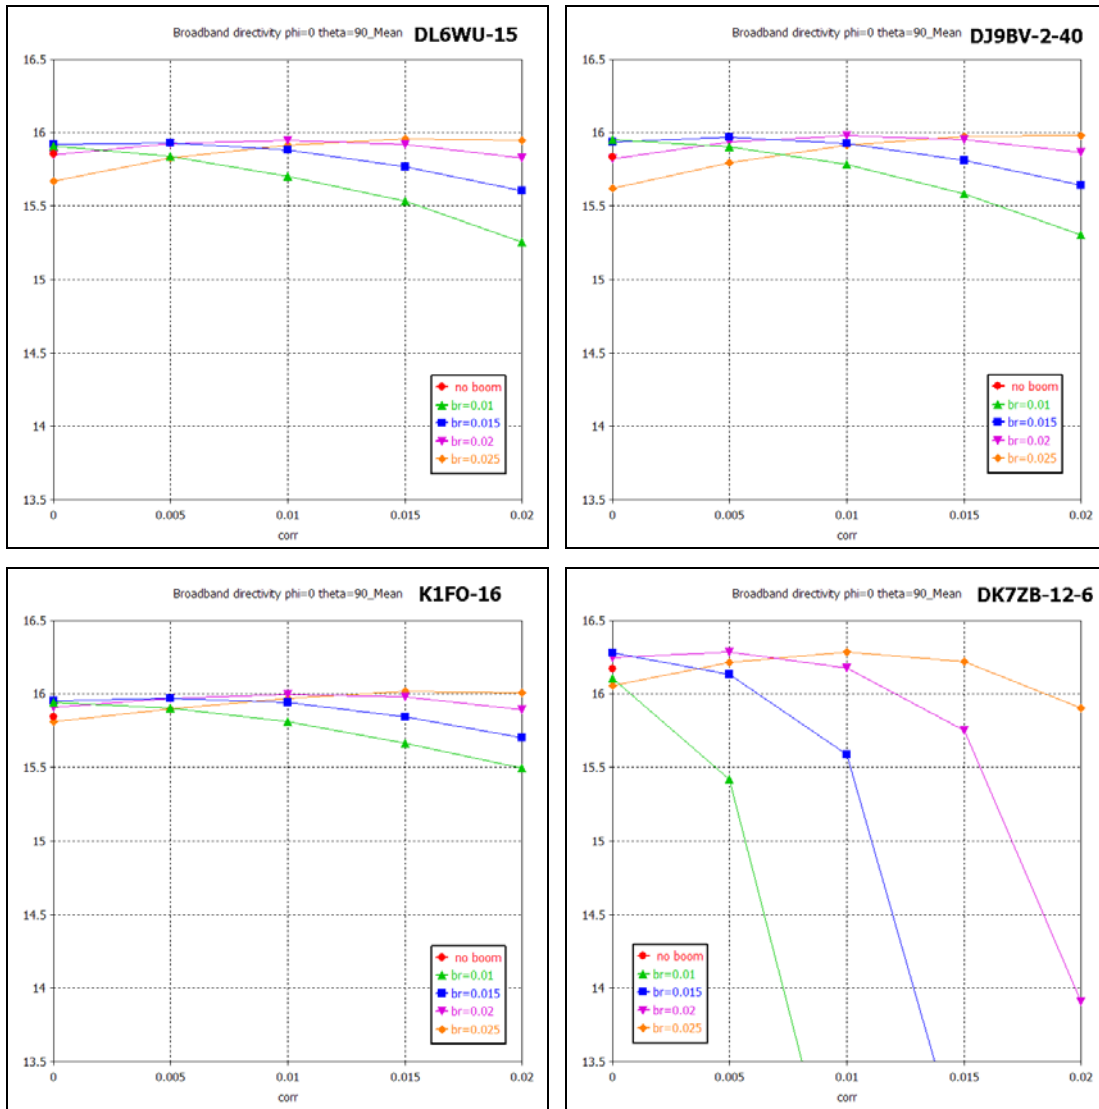 Broadband directivity phi=0 theta=90_Mean DL6WU-15
16.5
16
15.5
15
14.5
14
13.5
no boom
br=0.01
br=0.015
br=0.02
br=0.025
0 0.005 0.01 0.015 0.02
corr
Broadband directivity phi=0 theta=90_Mean DJ9BV-2-40
16.5
16
15.5
15
14.5
14
13.5
no boom
br=0.01
br=0.015
br=0.02
br=0.025
0 0.005 0.01 0.015 0.02
corr
Broadband directivity phi=0 theta=90_Mean K1FO-16
16.5
16
15.5
15
14.5
14
13.5
no boom
br=0.01
br=0.015
br=0.02
br=0.025
0 0.005 0.01 0.015 0.02
corr
Broadband directivity phi=0 theta=90_Mean DK7ZB-12-6
16.5
16
15.5
15
14.5
14
13.5
no boom
br=0.01
br=0.015
br=0.02
br=0.025
0 0.005 0.01 0.015 0.02
corr